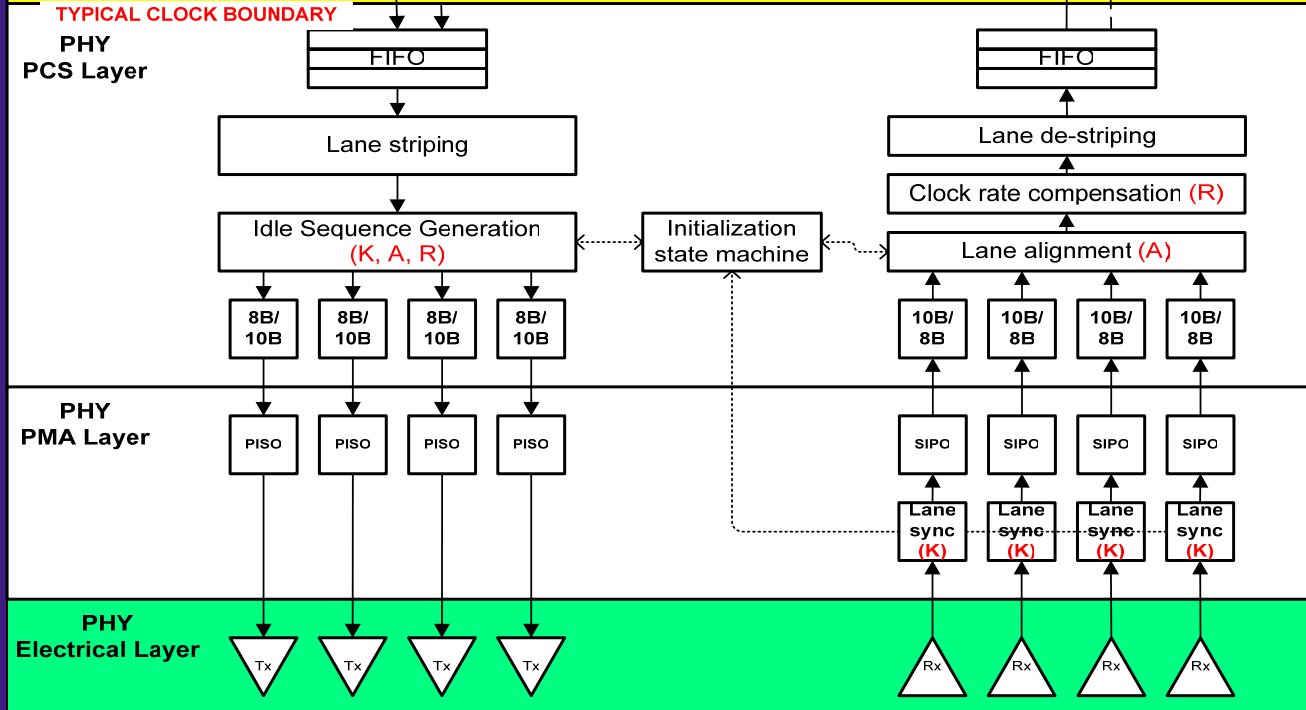 TYPICAL CLOCK BOUNDARY
PHY
PCS Layer
FIFO
FIFO
Lane striping
Lane de-striping
Clock rate compensation (R)
Idle Sequence Generation
(K, A, R)
Initialization
state machine
Lane alignment (A)
8B/
10B
8B/
10B
8B/
10B
8B/
10B
10B/
8B
10B/
8B
10B/
8B
10B/
8B
PHY
PMA Layer
PISO
PISO
PISO
PISO
SIPO
SIPO
SIPO
SIPO
Lane
sync
(K)
Lane
sync
(K)
Lane
sync
(K)
Lane
sync
(K)
PHY
Electrical Layer
Tx
Tx
Tx
Tx
Rx
Rx
Rx
Rx